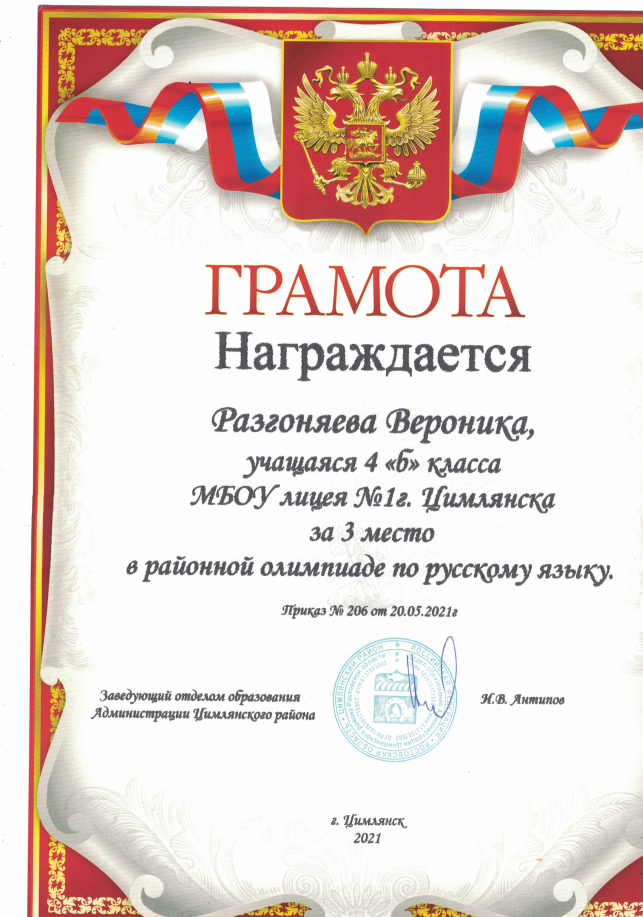 ГРАМОТА
Награждается
Разгоняева Вероника,
учащаяся 4 «б» класса
МБОУ лицея №1г. Цимлянска
за 3 место
в районной олимпиаде по русскому языку.
Приказ № 206 от 20.05.2021г
Заведующий отделом образования
Администрации Цимлянского района
И.В. Антипов
г. Цимлянск
2021